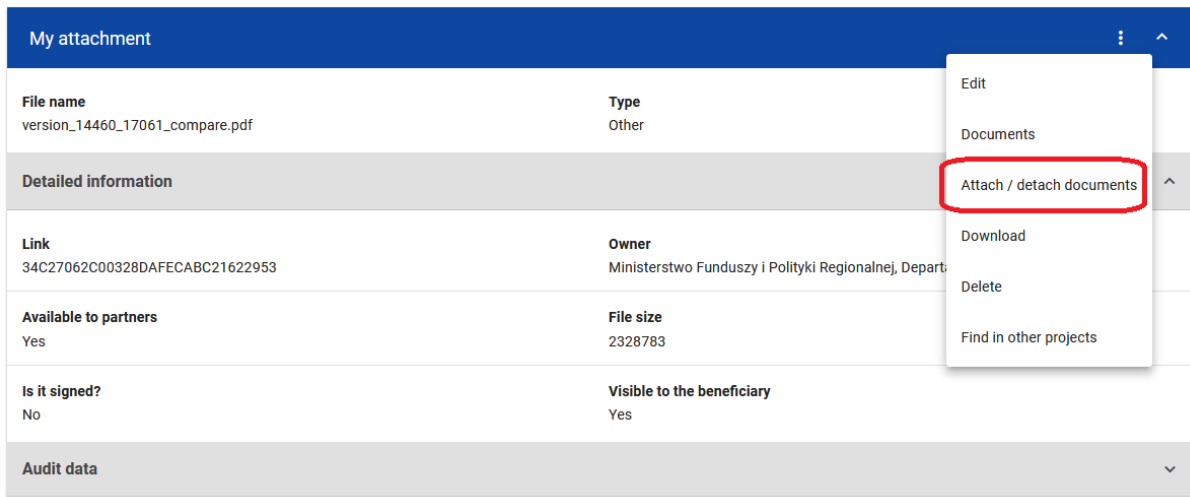 My attachment
Edit
File name
version_14460_17061_compare.pdf
Type
Other
Documents
Detailed information
Attach / detach documents
Link
34C27062C00328DAFECABC21622953
Owner
Ministerstwo Funduszy i Polityki Regionalnej,
Download
Delete
Available to partners
Yes
File size
2328783
Find in other projects
Is it signed?
No
Visible to the beneficiary
Yes
Audit data